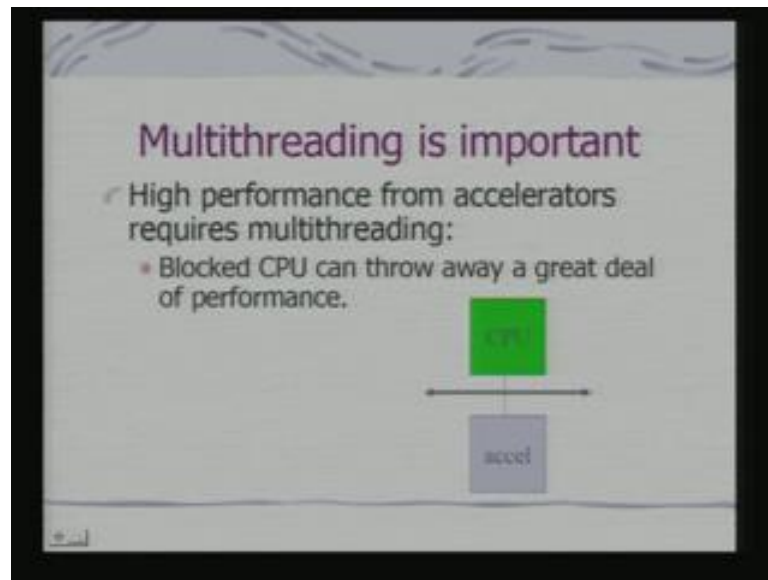 Multithreading is important
High performance from accelerators
requires multithreading:
Blocked CPU can throw away a great deal
of performance.
CPU
accel